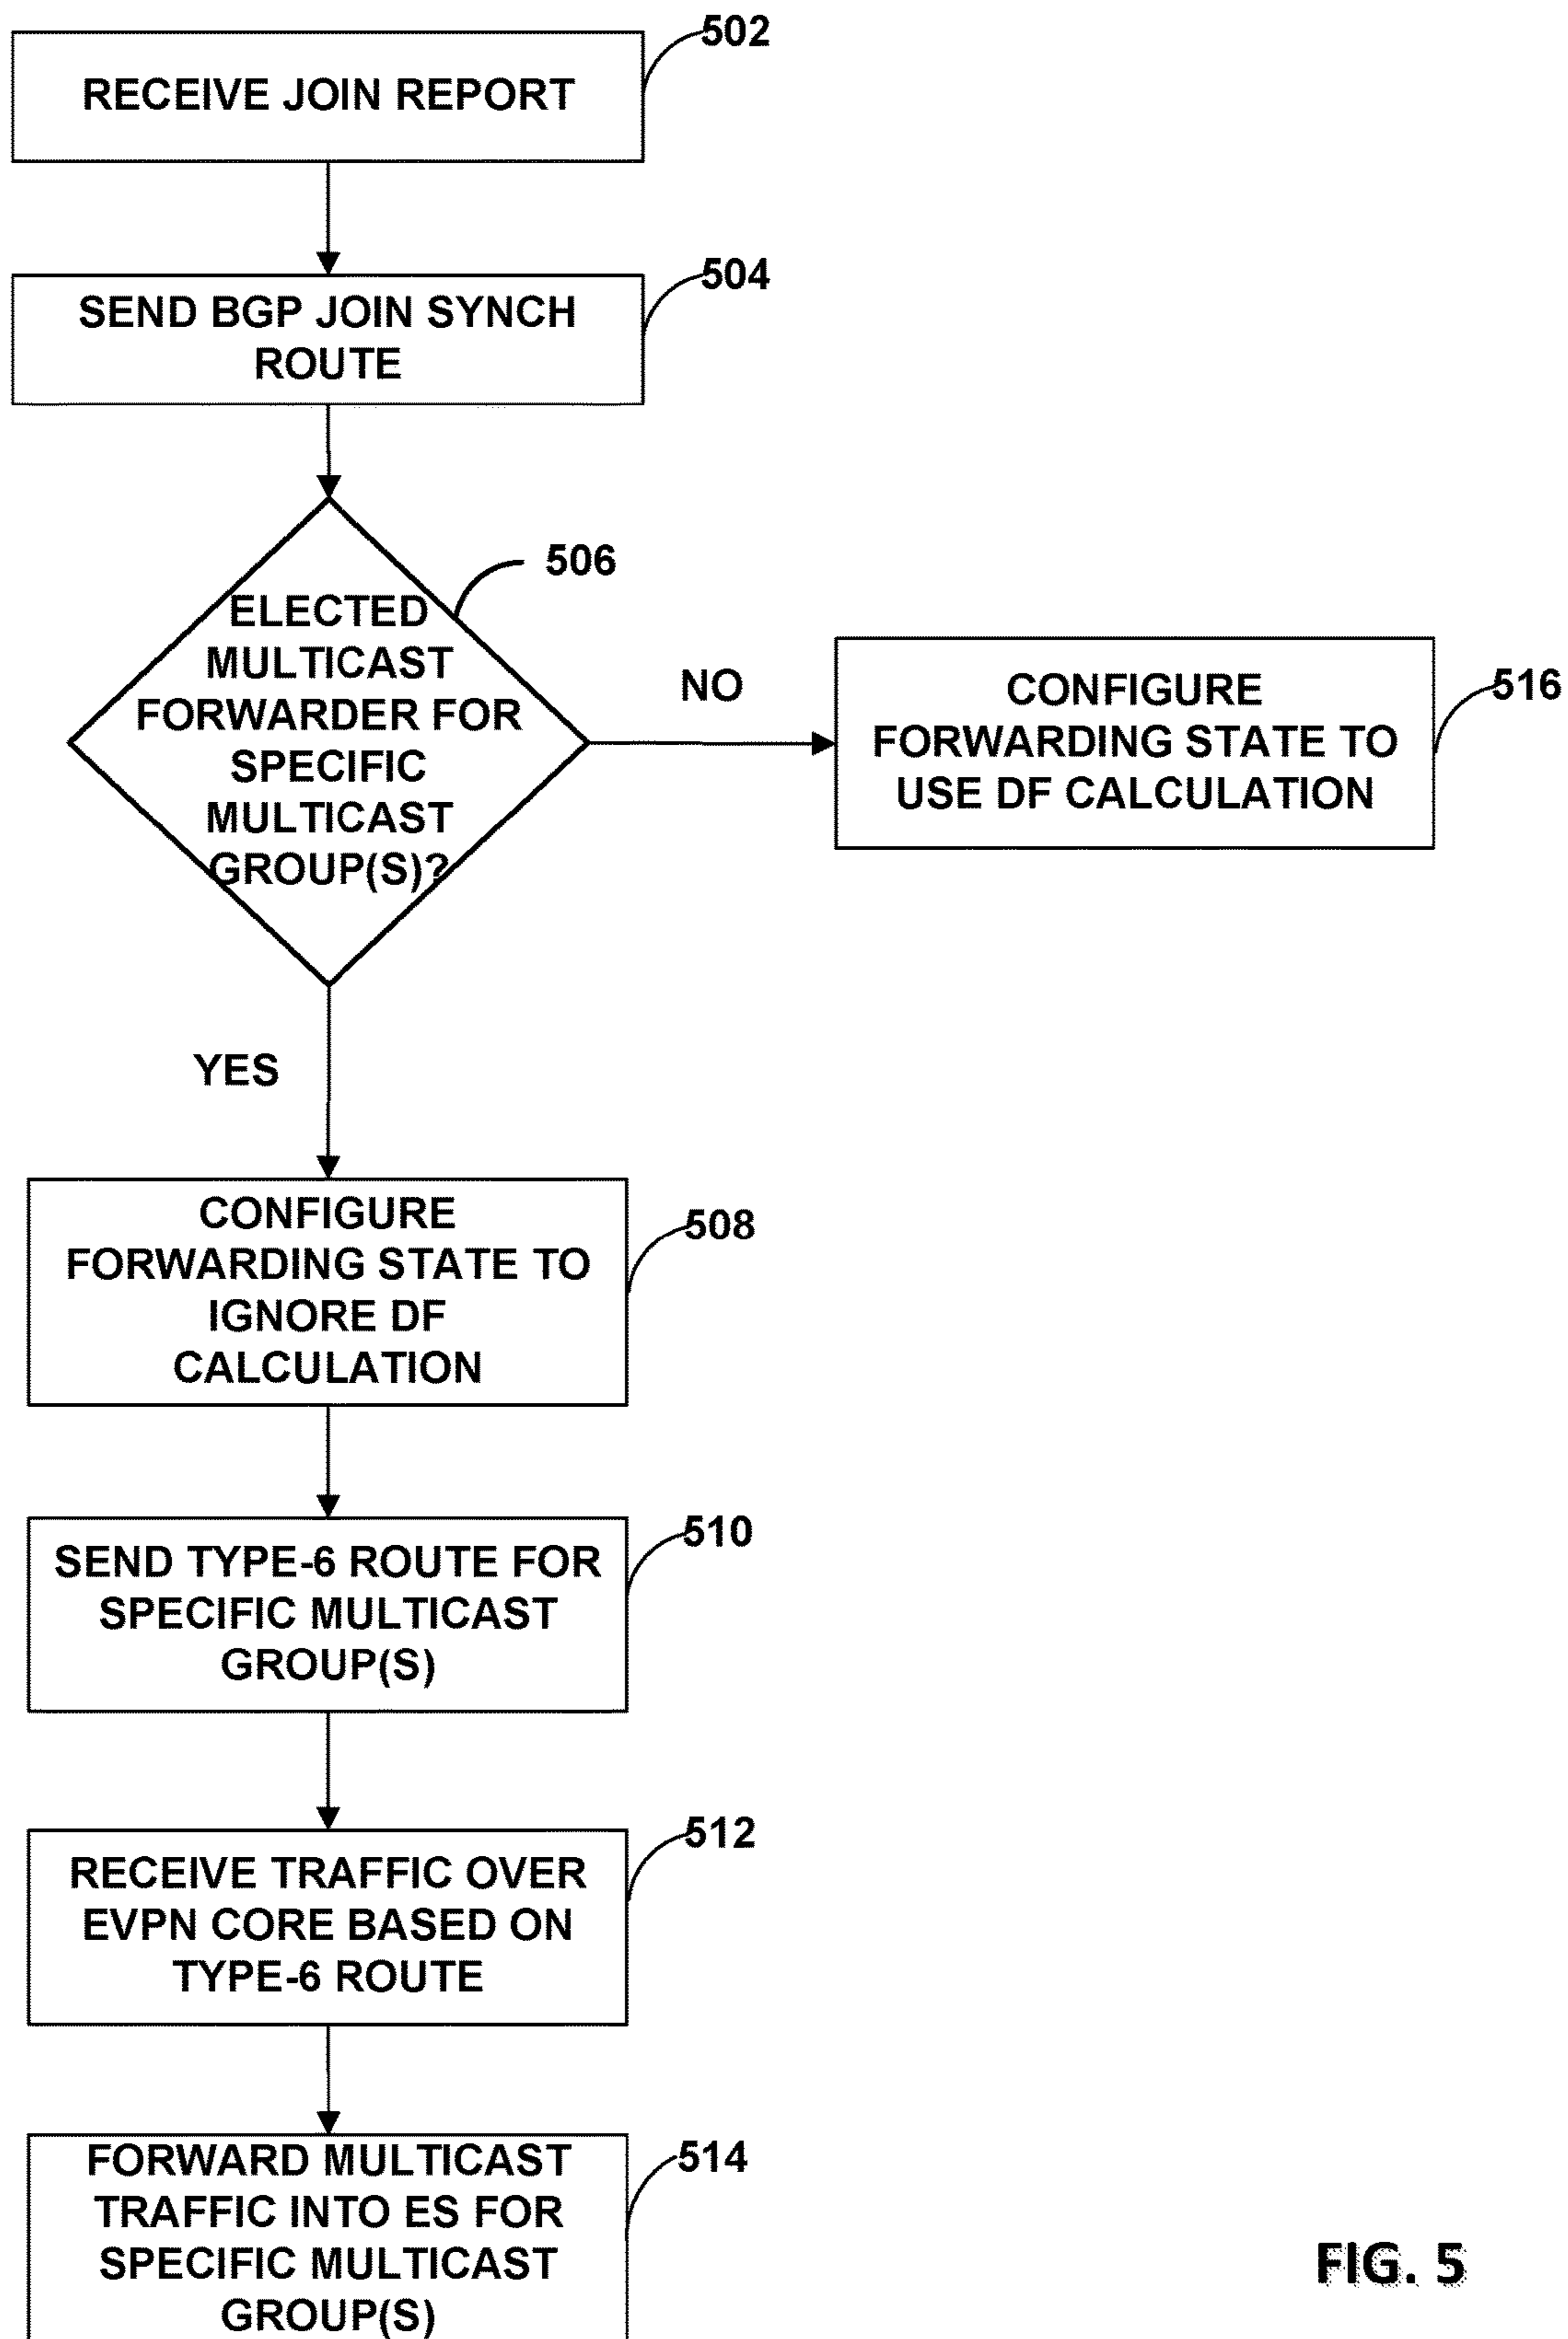 502
RECEIVE JOIN REPORT
504
SEND BGP JOIN SYNCH
ROUTE
506
ELECTED
MULTICAST
FORWARDER FOR
SPECIFIC
MULTICAST
GROUP(S)?
NO
516
CONFIGURE
FORWARDING STATE TO
USE DF CALCULATION
YES
508
CONFIGURE
FORWARDING STATE TO
IGNORE DF
CALCULATION
510
SEND TYPE-6 ROUTE FOR
SPECIFIC MULTICAST
GROUP(S)
512
RECEIVE TRAFFIC OVER
EVPN CORE BASED ON
TYPE-6 ROUTE
514
FORWARD MULTICAST
TRAFFIC INTO ES FOR
SPECIFIC MULTICAST
GROUP(S)
FIG. 5